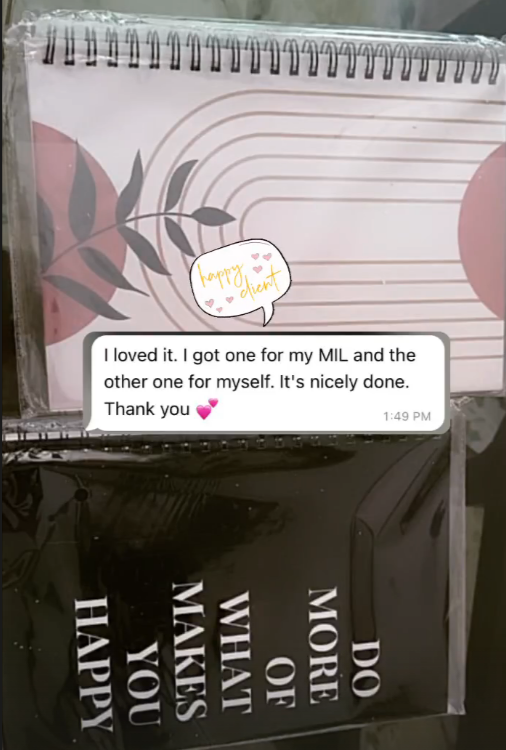 happy
client
I loved it. I got one for my MIL and the
other one for myself. It's nicely done.
Thank you 💕
1:49 PM
DO
MORE
OF
WHAT
MAKES
YOU
HAPPY